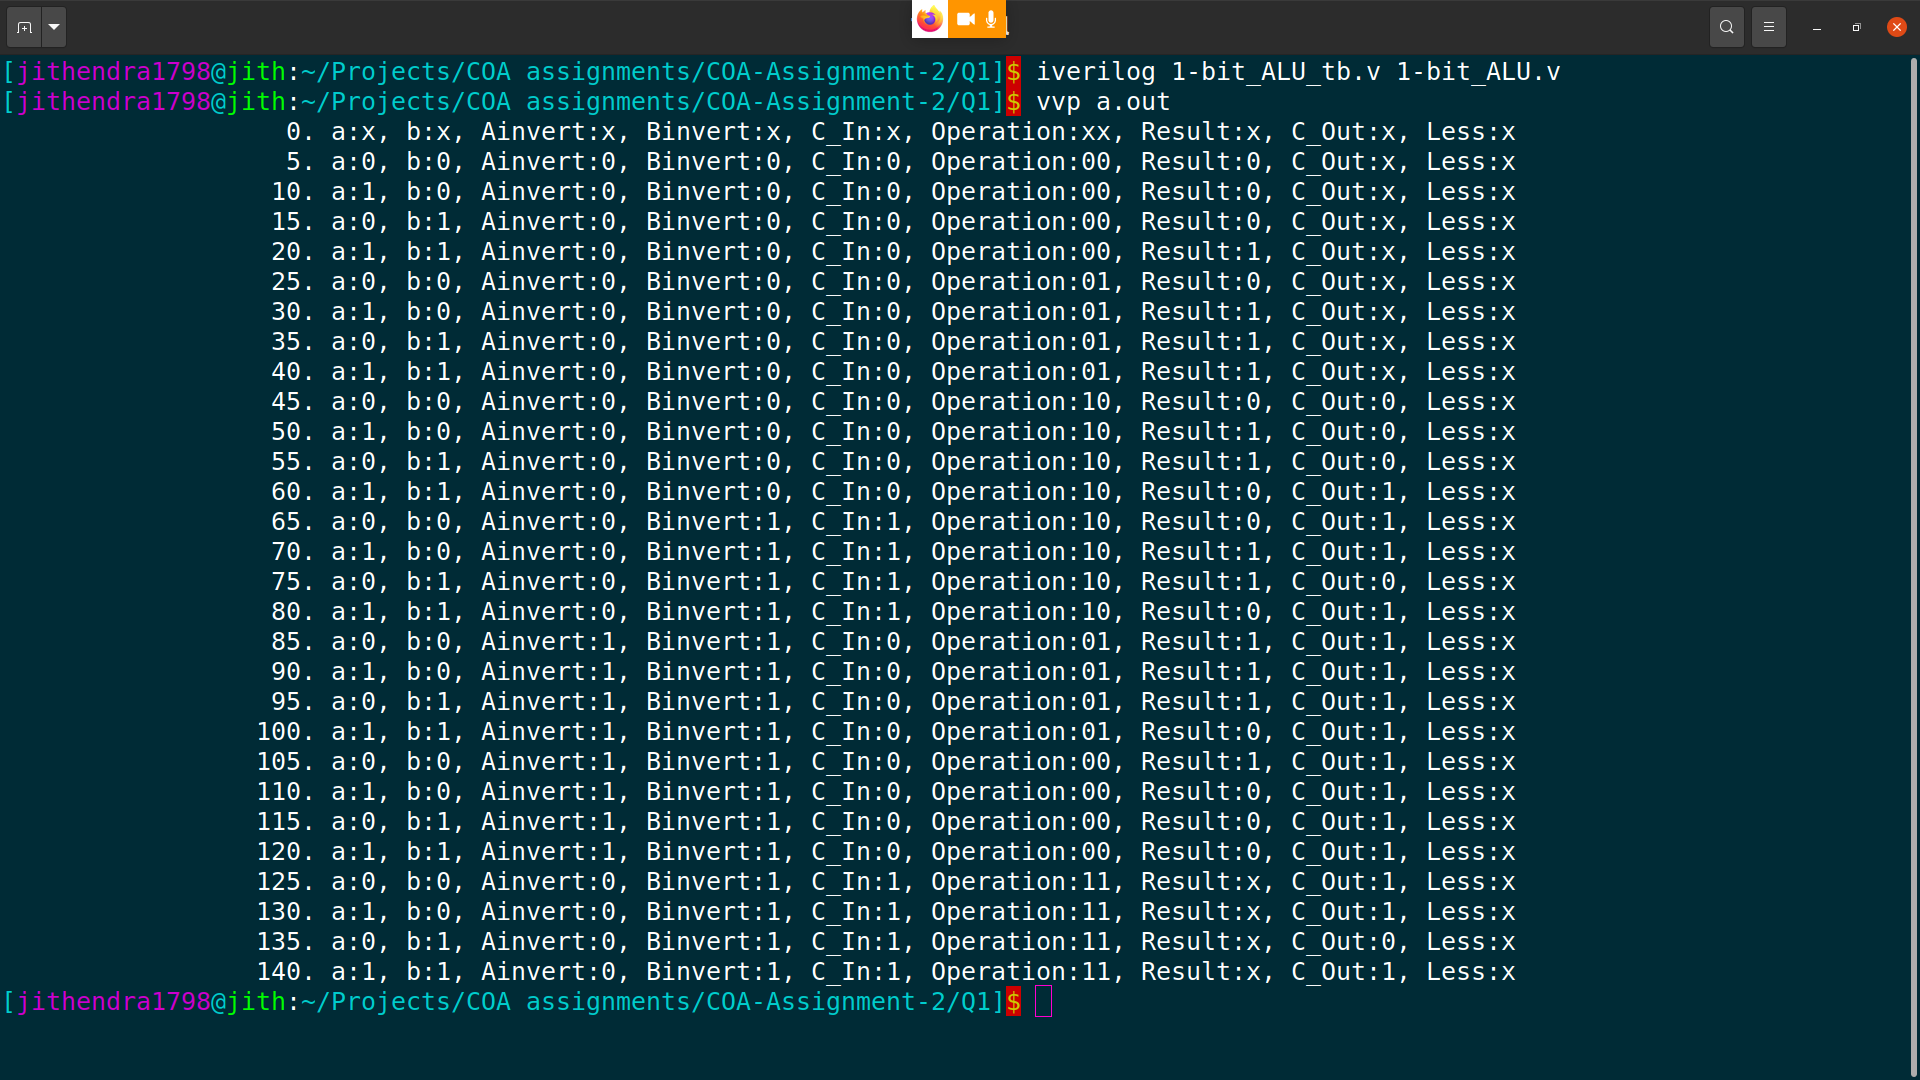 [jithendra1798@jith:~/Projects/COA assignments/COA-Assignment-2/Q1]$ iverilog 1-bit_ALU_tb.v 1-bit_ALU.v
[jithendra1798@jith:~/Projects/COA assignments/COA-Assignment-2/Q1]$ vvp a.out
0. a:x, b:x, Ainvert:x, Binvert:x, C_In:x, Operation:xx, Result:x, C_Out:x, Less:x
5. a:0, b:0, Ainvert:0, Binvert:0, C_In:0, Operation:00, Result:0, C_Out:x, Less:x
10. a:1, b:0, Ainvert:0, Binvert:0, C_In:0, Operation:00, Result:0, C_Out:x, Less:x
15. a:0, b:1, Ainvert:0, Binvert:0, C_In:0, Operation:00, Result:0, C_Out:x, Less:x
20. a:1, b:1, Ainvert:0, Binvert:0, C_In:0, Operation:00, Result:1, C_Out:x, Less:x
25. a:0, b:0, Ainvert:0, Binvert:0, C_In:0, Operation:01, Result:0, C_Out:x, Less:x
30. a:1, b:0, Ainvert:0, Binvert:0, C_In:0, Operation:01, Result:1, C_Out:x, Less:x
35. a:0, b:1, Ainvert:0, Binvert:0, C_In:0, Operation:01, Result:1, C_Out:x, Less:x
40. a:1, b:1, Ainvert:0, Binvert:0, C_In:0, Operation:01, Result:1, C_Out:x, Less:x
45. a:0, b:0, Ainvert:0, Binvert:0, C_In:0, Operation:10, Result:0, C_Out:0, Less:x
50. a:1, b:0, Ainvert:0, Binvert:0, C_In:0, Operation:10, Result:1, C_Out:0, Less:x
55. a:0, b:1, Ainvert:0, Binvert:0, C_In:0, Operation:10, Result:1, C_Out:0, Less:x
60. a:1, b:1, Ainvert:0, Binvert:0, C_In:0, Operation:10, Result:0, C_Out:1, Less:x
65. a:0, b:0, Ainvert:0, Binvert:1, C_In:1, Operation:10, Result:0, C_Out:1, Less:x
70. a:1, b:0, Ainvert:0, Binvert:1, C_In:1, Operation:10, Result:1, C_Out:1, Less:x
75. a:0, b:1, Ainvert:0, Binvert:1, C_In:1, Operation:10, Result:1, C_Out:0, Less:x
80. a:1, b:1, Ainvert:0, Binvert:1, C_In:1, Operation:10, Result:0, C_Out:1, Less:x
85. a:0, b:0, Ainvert:1, Binvert:1, C_In:0, Operation:01, Result:1, C_Out:1, Less:x
90. a:1, b:0, Ainvert:1, Binvert:1, C_In:0, Operation:01, Result:1, C_Out:1, Less:x
95. a:0, b:1, Ainvert:1, Binvert:1, C_In:0, Operation:01, Result:1, C_Out:1, Less:x
100. a:1, b:1, Ainvert:1, Binvert:1, C_In:0, Operation:01, Result:0, C_Out:1, Less:x
105. a:0, b:0, Ainvert:1, Binvert:1, C_In:0, Operation:00, Result:1, C_Out:1, Less:x
110. a:1, b:0, Ainvert:1, Binvert:1, C_In:0, Operation:00, Result:0, C_Out:1, Less:x
115. a:0, b:1, Ainvert:1, Binvert:1, C_In:0, Operation:00, Result:0, C_Out:1, Less:x
120. a:1, b:1, Ainvert:1, Binvert:1, C_In:0, Operation:00, Result:0, C_Out:1, Less:x
125. a:0, b:0, Ainvert:0, Binvert:1, C_In:1, Operation:11, Result:x, C_Out:1, Less:x
130. a:1, b:0, Ainvert:0, Binvert:1, C_In:1, Operation:11, Result:x, C_Out:1, Less:x
135. a:0, b:1, Ainvert:0, Binvert:1, C_In:1, Operation:11, Result:x, C_Out:0, Less:x
140. a:1, b:1, Ainvert:0, Binvert:1, C_In:1, Operation:11, Result:x, C_Out:1, Less:x
[jithendra1798@jith:~/Projects/COA assignments/COA-Assignment-2/Q1]$